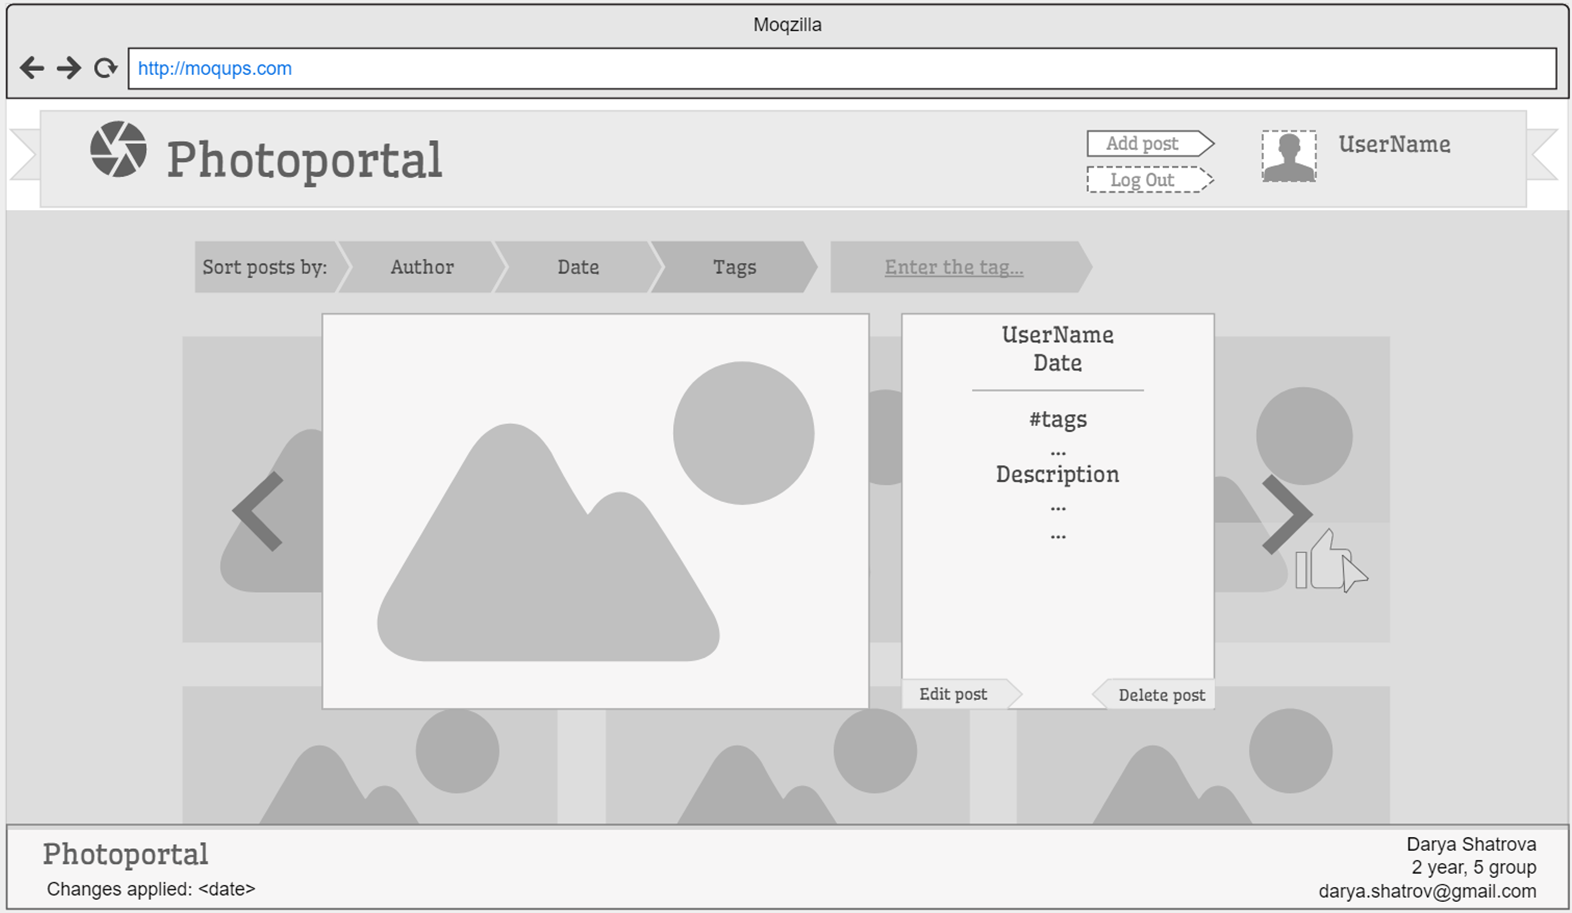 Moqzilla
http://moqups.com
Photoportal
Add post
Log Out
UserName
Sort posts by:
Author
Date
Tags
Enter the tag...
UserName
Date
#tags
...
Description
...
...
Edit post
Delete post
Photoportal
Changes applied: <date>
Darya Shatrova
2 year, 5 group
darya.shatrov@gmail.com